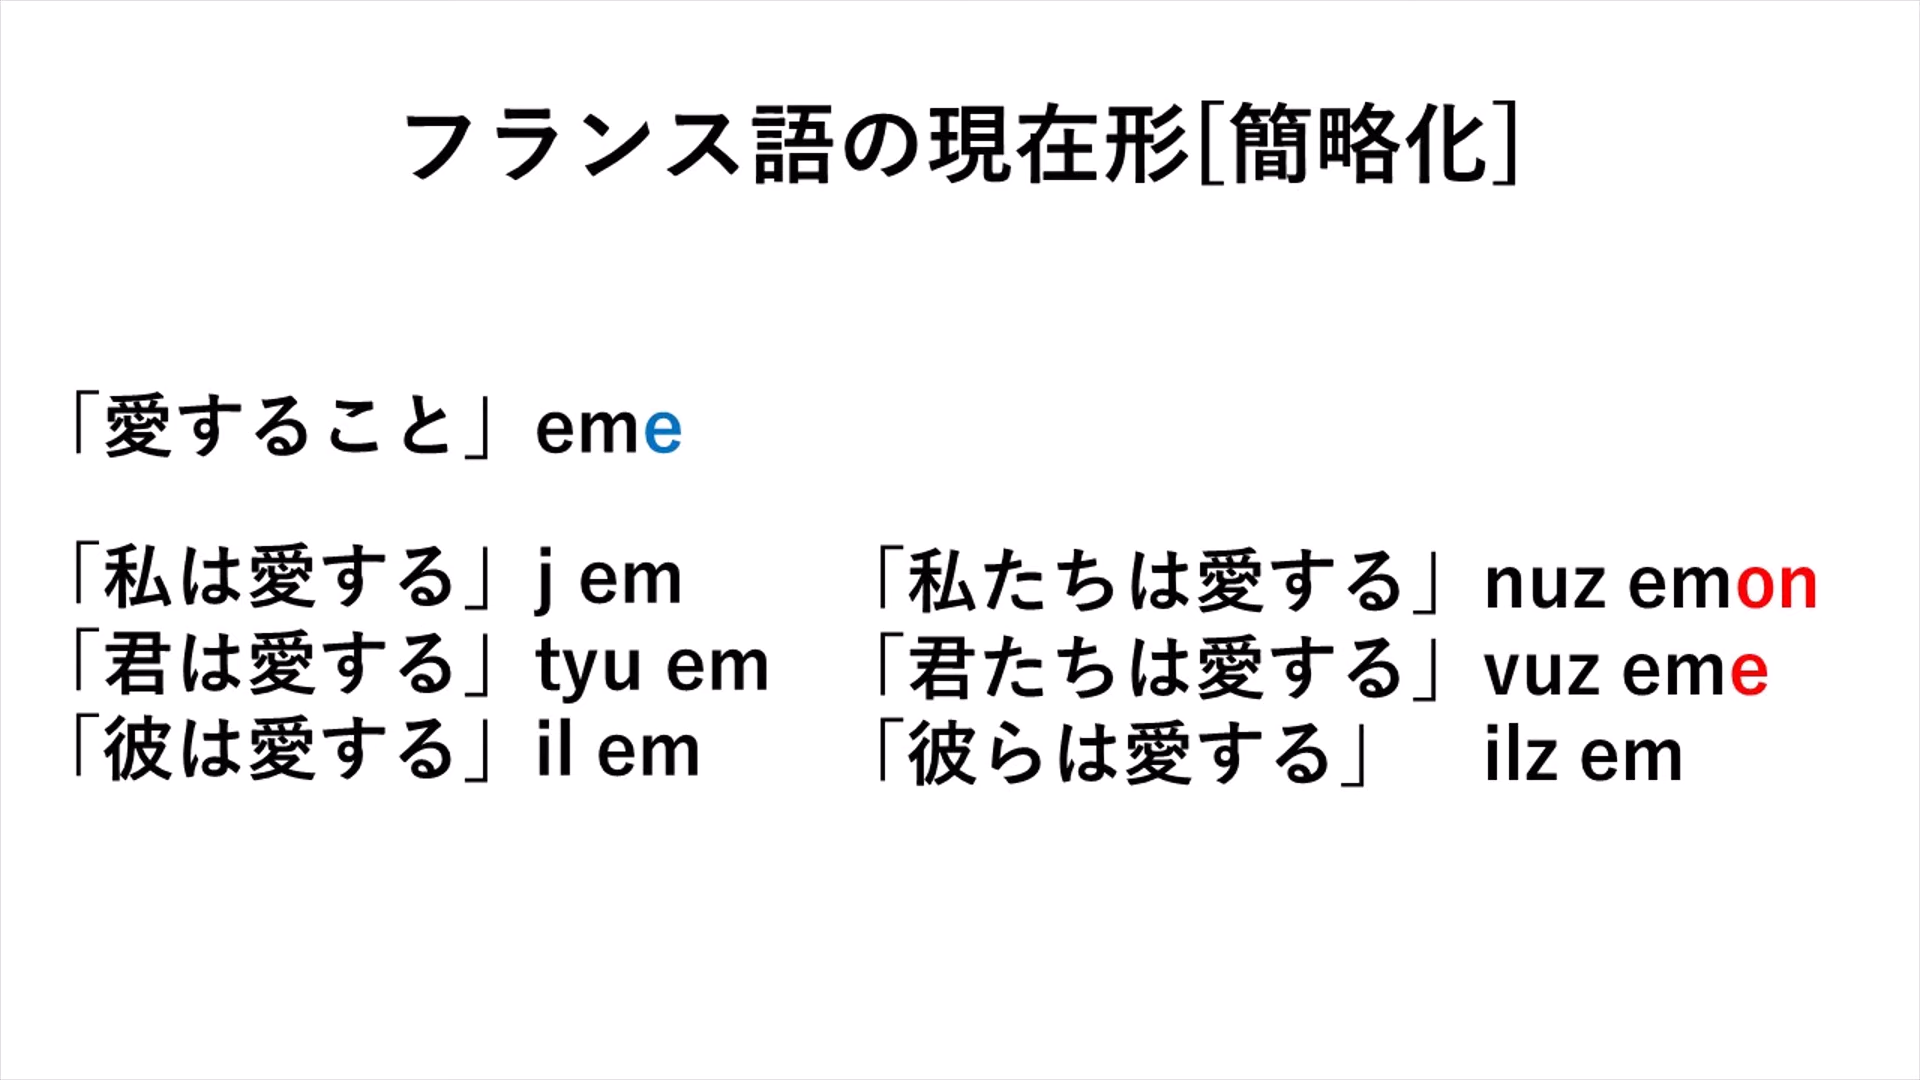 フランス語の現在形[簡略化]
「愛すること」eme
「私は愛する」j em
「君は愛する」tyu em
「彼は愛する」il em
「私たちは愛する」nuz emon
「君たちは愛する」vuz eme
「彼らは愛する」 ilz em